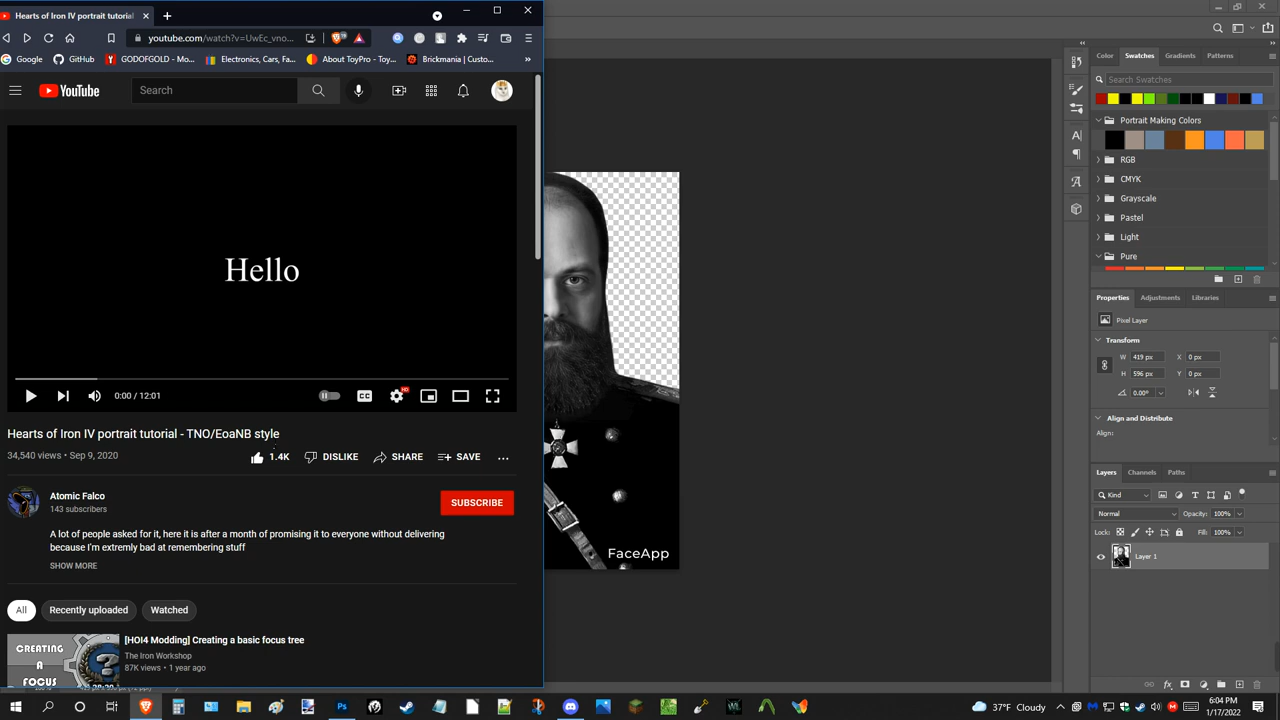 Hearts of Iron IV portrait tutorial
youtube.com/watch?v=UwEc_vno...
Google
GitHub
GODOFGOLD - Mo...
Electronics, Cars, Fa...
About ToyPro - Toy...
Brickmania | Custo...
YouTube
Search
Hello
0:00 / 12:01
CC
HD
Hearts of Iron IV portrait tutorial - TNO/EoaNB style
34,540 views • Sep 9, 2020
1.4K
DISLIKE
SHARE
SAVE
Atomic Falco
143 subscribers
SUBSCRIBE
A lot of people asked for it, here it is after a month of promising it to everyone without delivering
because I'm extremly bad at remembering stuff
SHOW MORE
All
Recently uploaded
Watched
CREATING
A
FOCUS
[HOI4 Modding] Creating a basic focus tree
The Iron Workshop
87K views • 1 year ago
FaceApp
Color
Swatches
Gradients
Patterns
Search Swatches
Portrait Making Colors
RGB
CMYK
Grayscale
Pastel
Light
Pure
Properties
Adjustments
Libraries
Pixel Layer
Transform
W 419 px X 0 px
H 596 px Y 0 px
0.00°
Align and Distribute
Align:
Layers
Channels
Paths
Kind
Normal
Opacity: 100%
Lock:
Fill: 100%
Layer 1
fx
Ps
37°F Cloudy
6:04 PM
1/17/2022